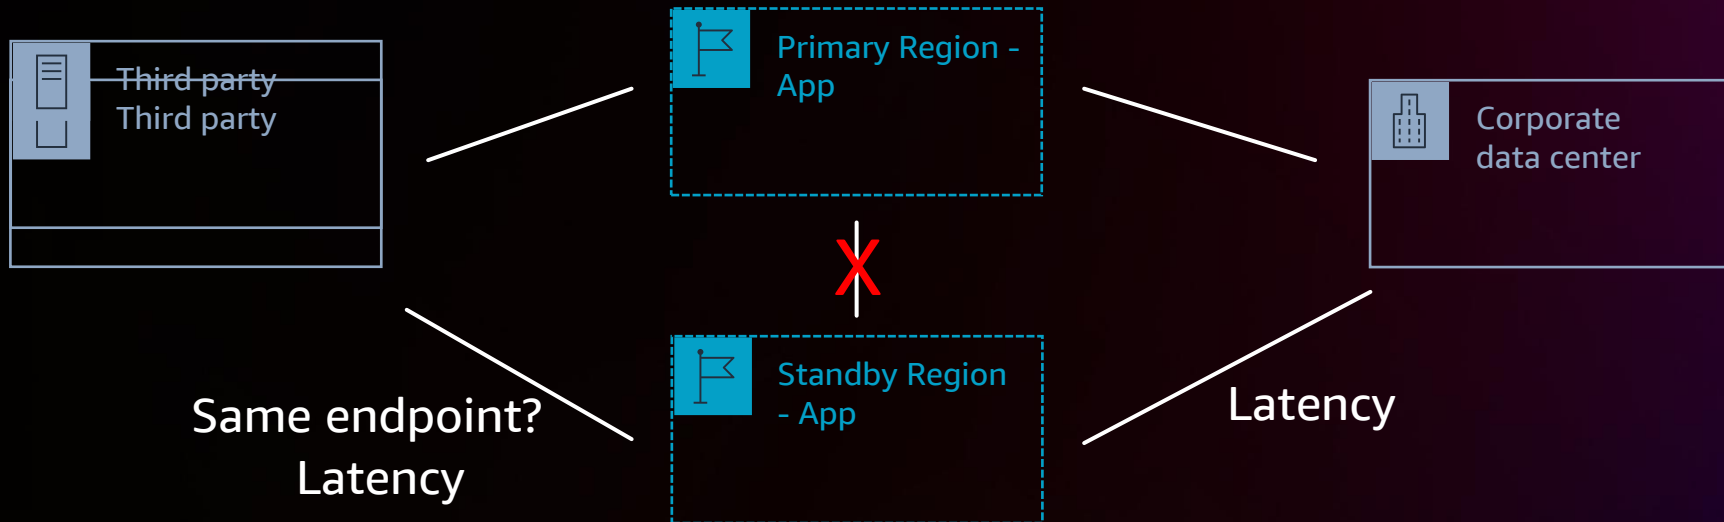 Third party
Third party
Primary Region -
App
Corporate
data center
X
Standby Region
- App
Same endpoint?
Latency
Latency